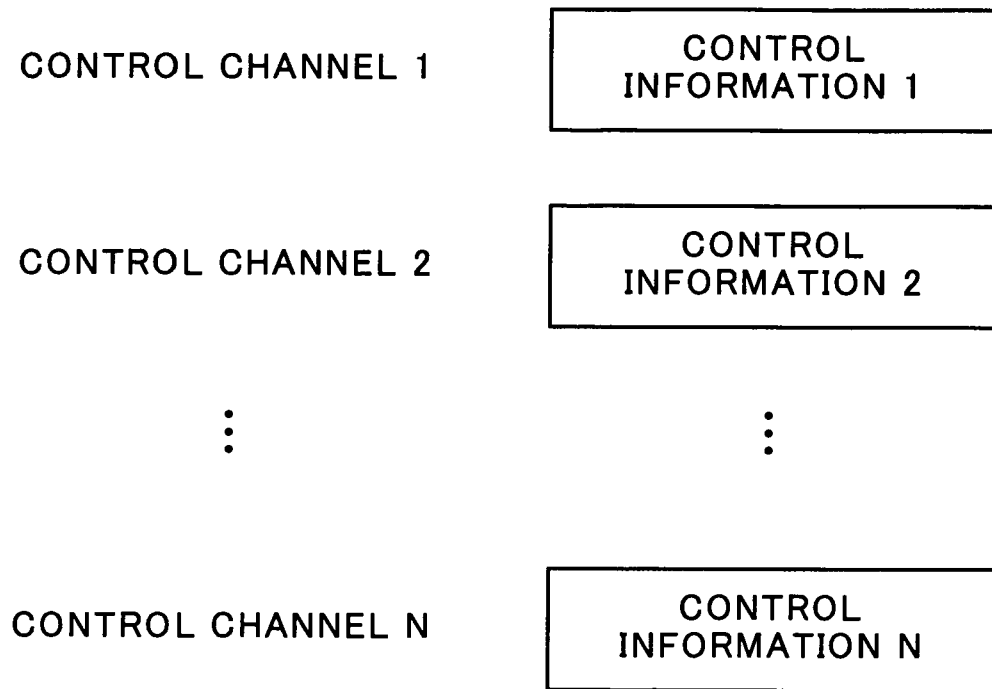 CONTROL CHANNEL 1
CONTROL
INFORMATION 1
CONTROL CHANNEL 2
CONTROL
INFORMATION 2
CONTROL CHANNEL N
CONTROL
INFORMATION N